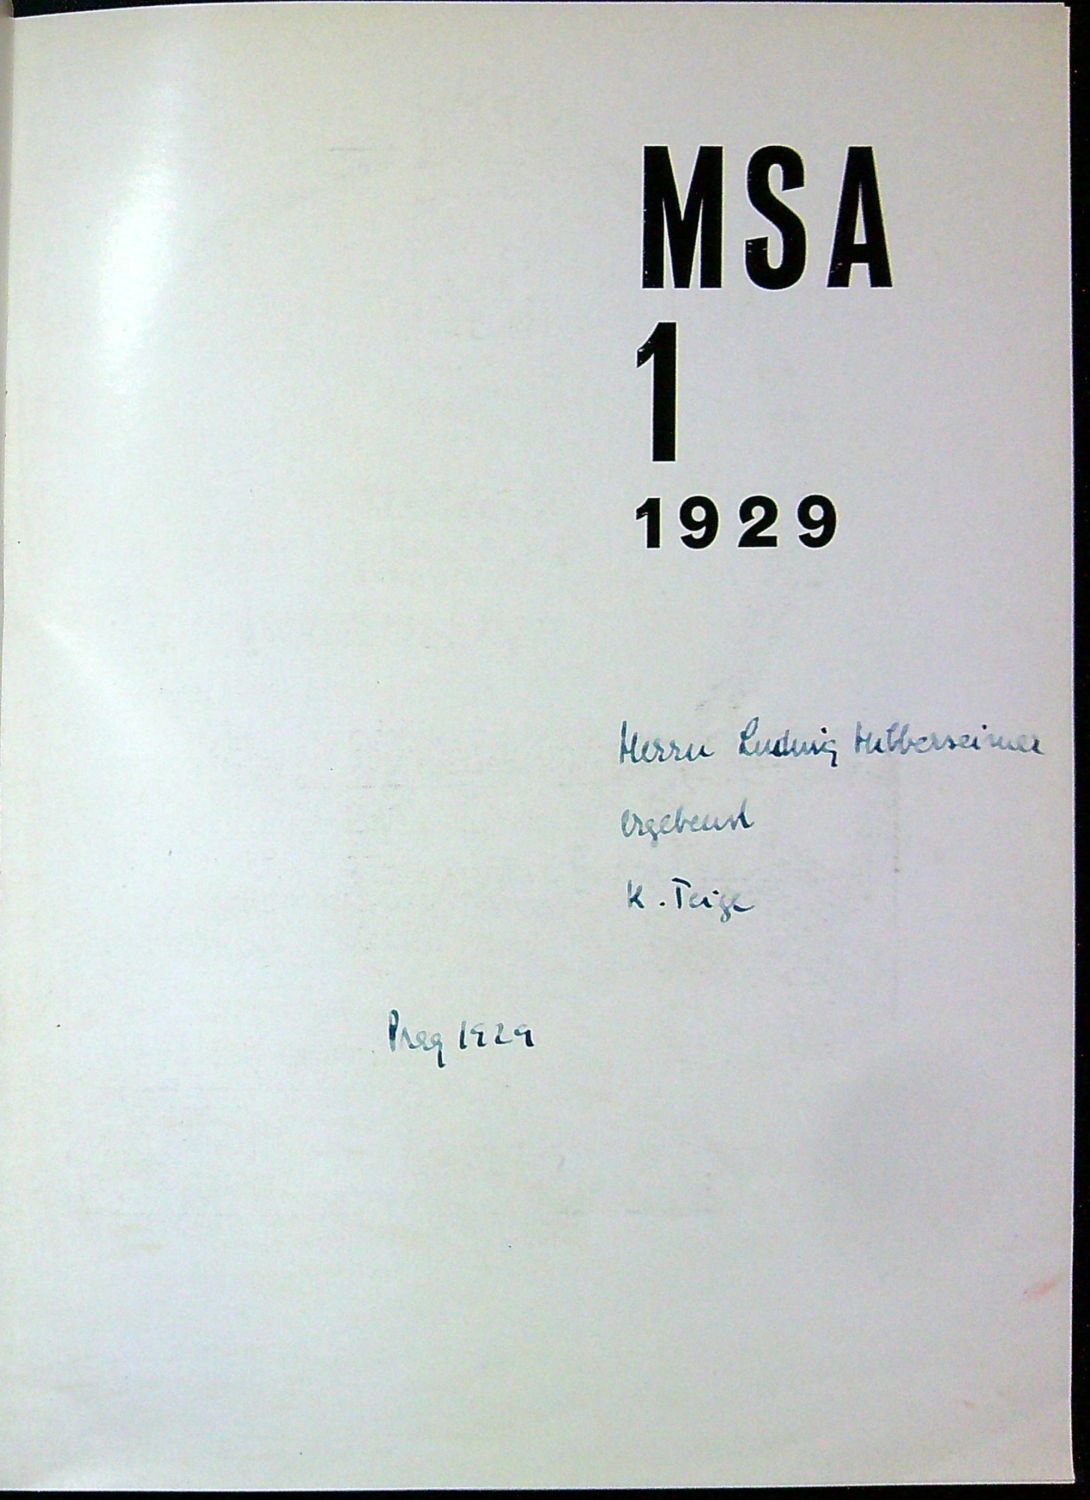 MSA
1
1929
Herrn Ludwig Hilberseimer
ergebenst
K. Teige
Prag 1929